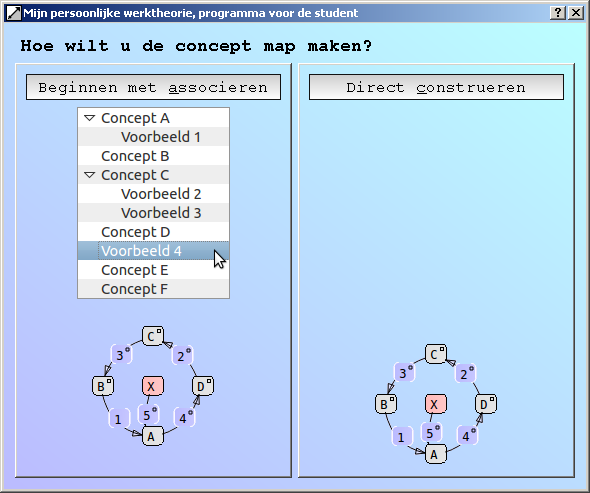 Mijn persoonlijke werktheorie, programma voor de student
Hoe wilt u de concept map maken?
Beginnen met associeren
Concept A
Voorbeeld 1
Concept B
Concept C
Voorbeeld 2
Voorbeeld 3
Concept D
Voorbeeld 4
Concept E
Concept F
C
3° 2°
B X D
1 5° 4°
A
Direct construeren
C
3° 2°
B X D
1 5° 4°
A